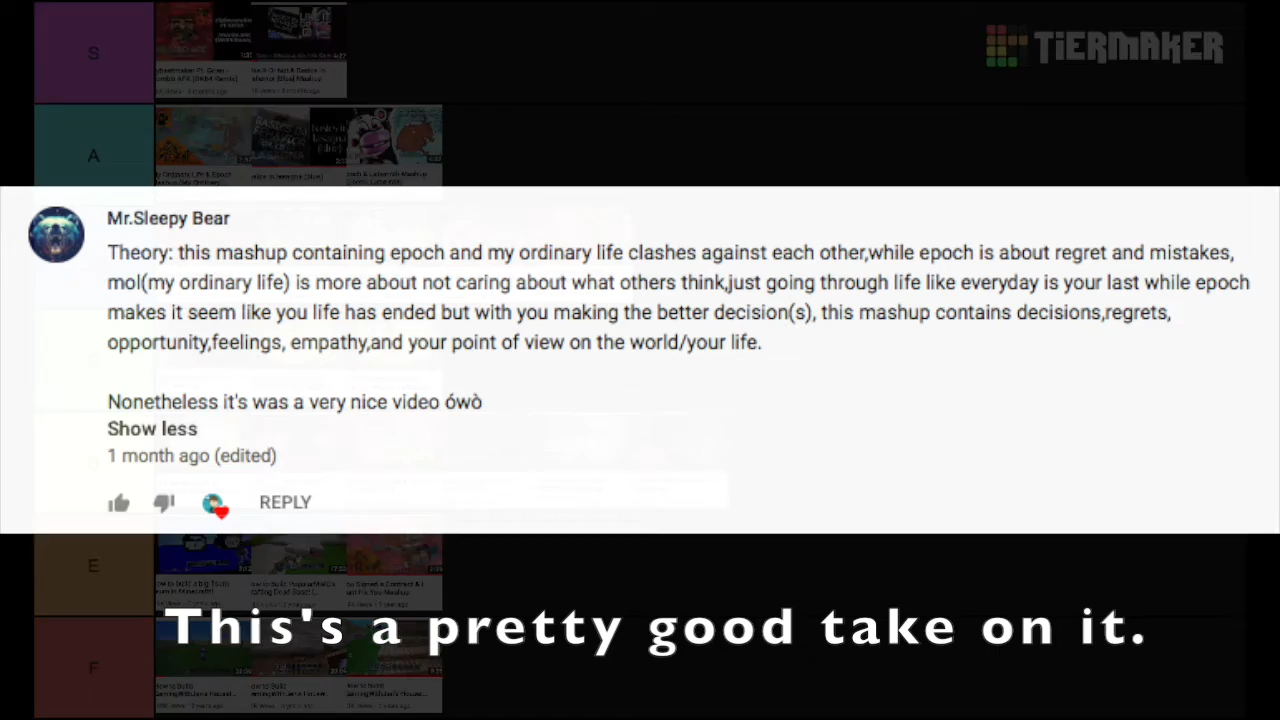 S
TiERMAKER
A
Mr.Sleepy Bear
Theory: this mashup containing epoch and my ordinary life clashes against each other,while epoch is about regret and mistakes,
mol(my ordinary life) is more about not caring about what others think,just going through life like everyday is your last while epoch
makes it seem like you life has ended but with you making the better decision(s), this mashup contains decisions,regrets,
opportunity,feelings, empathy,and your point of view on the world/your life.
Nonetheless it's was a very nice video ówò
Show less
1 month ago (edited)
REPLY
E
This's a pretty good take on it.
F